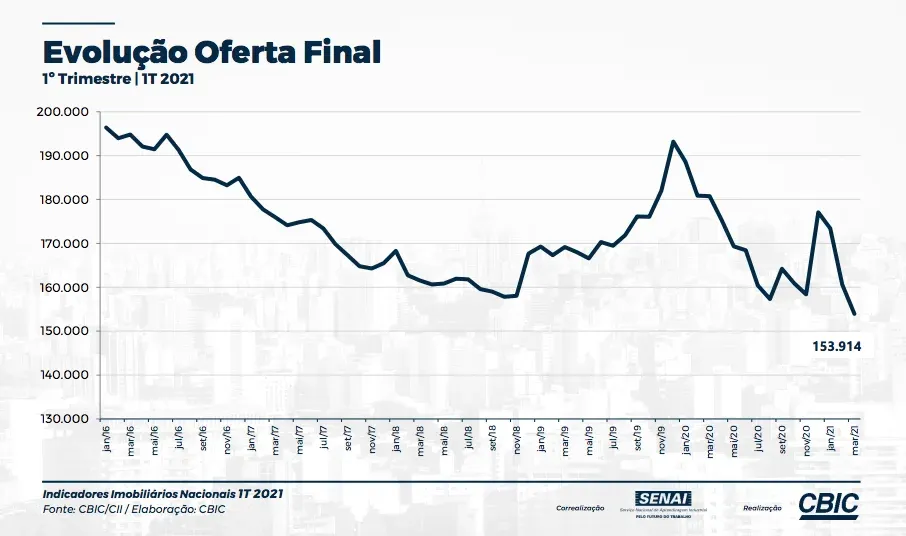 Evolução Oferta Final
1º Trimestre | 1T 2021
200.000
190.000
180.000
170.000
160.000
150.000
140.000
130.000
153.914
jan/16
mar/16
mai/16
jul/16
set/16
nov/16
jan/17
mar/17
mai/17
jul/17
set/17
nov/17
jan/18
mar/18
mai/18
jul/18
set/18
nov/18
jan/19
mar/19
mai/19
jul/19
set/19
nov/19
jan/20
mar/20
mai/20
jul/20
set/20
nov/20
jan/21
mar/21
Indicadores Imobiliários Nacionais 1T 2021
Fonte: CBIC/CII / Elaboração: CBIC
Correalização
SENAI
Serviço Nacional de Aprendizagem Industrial
PELO FUTURO DO TRABALHO
Realização
CBIC